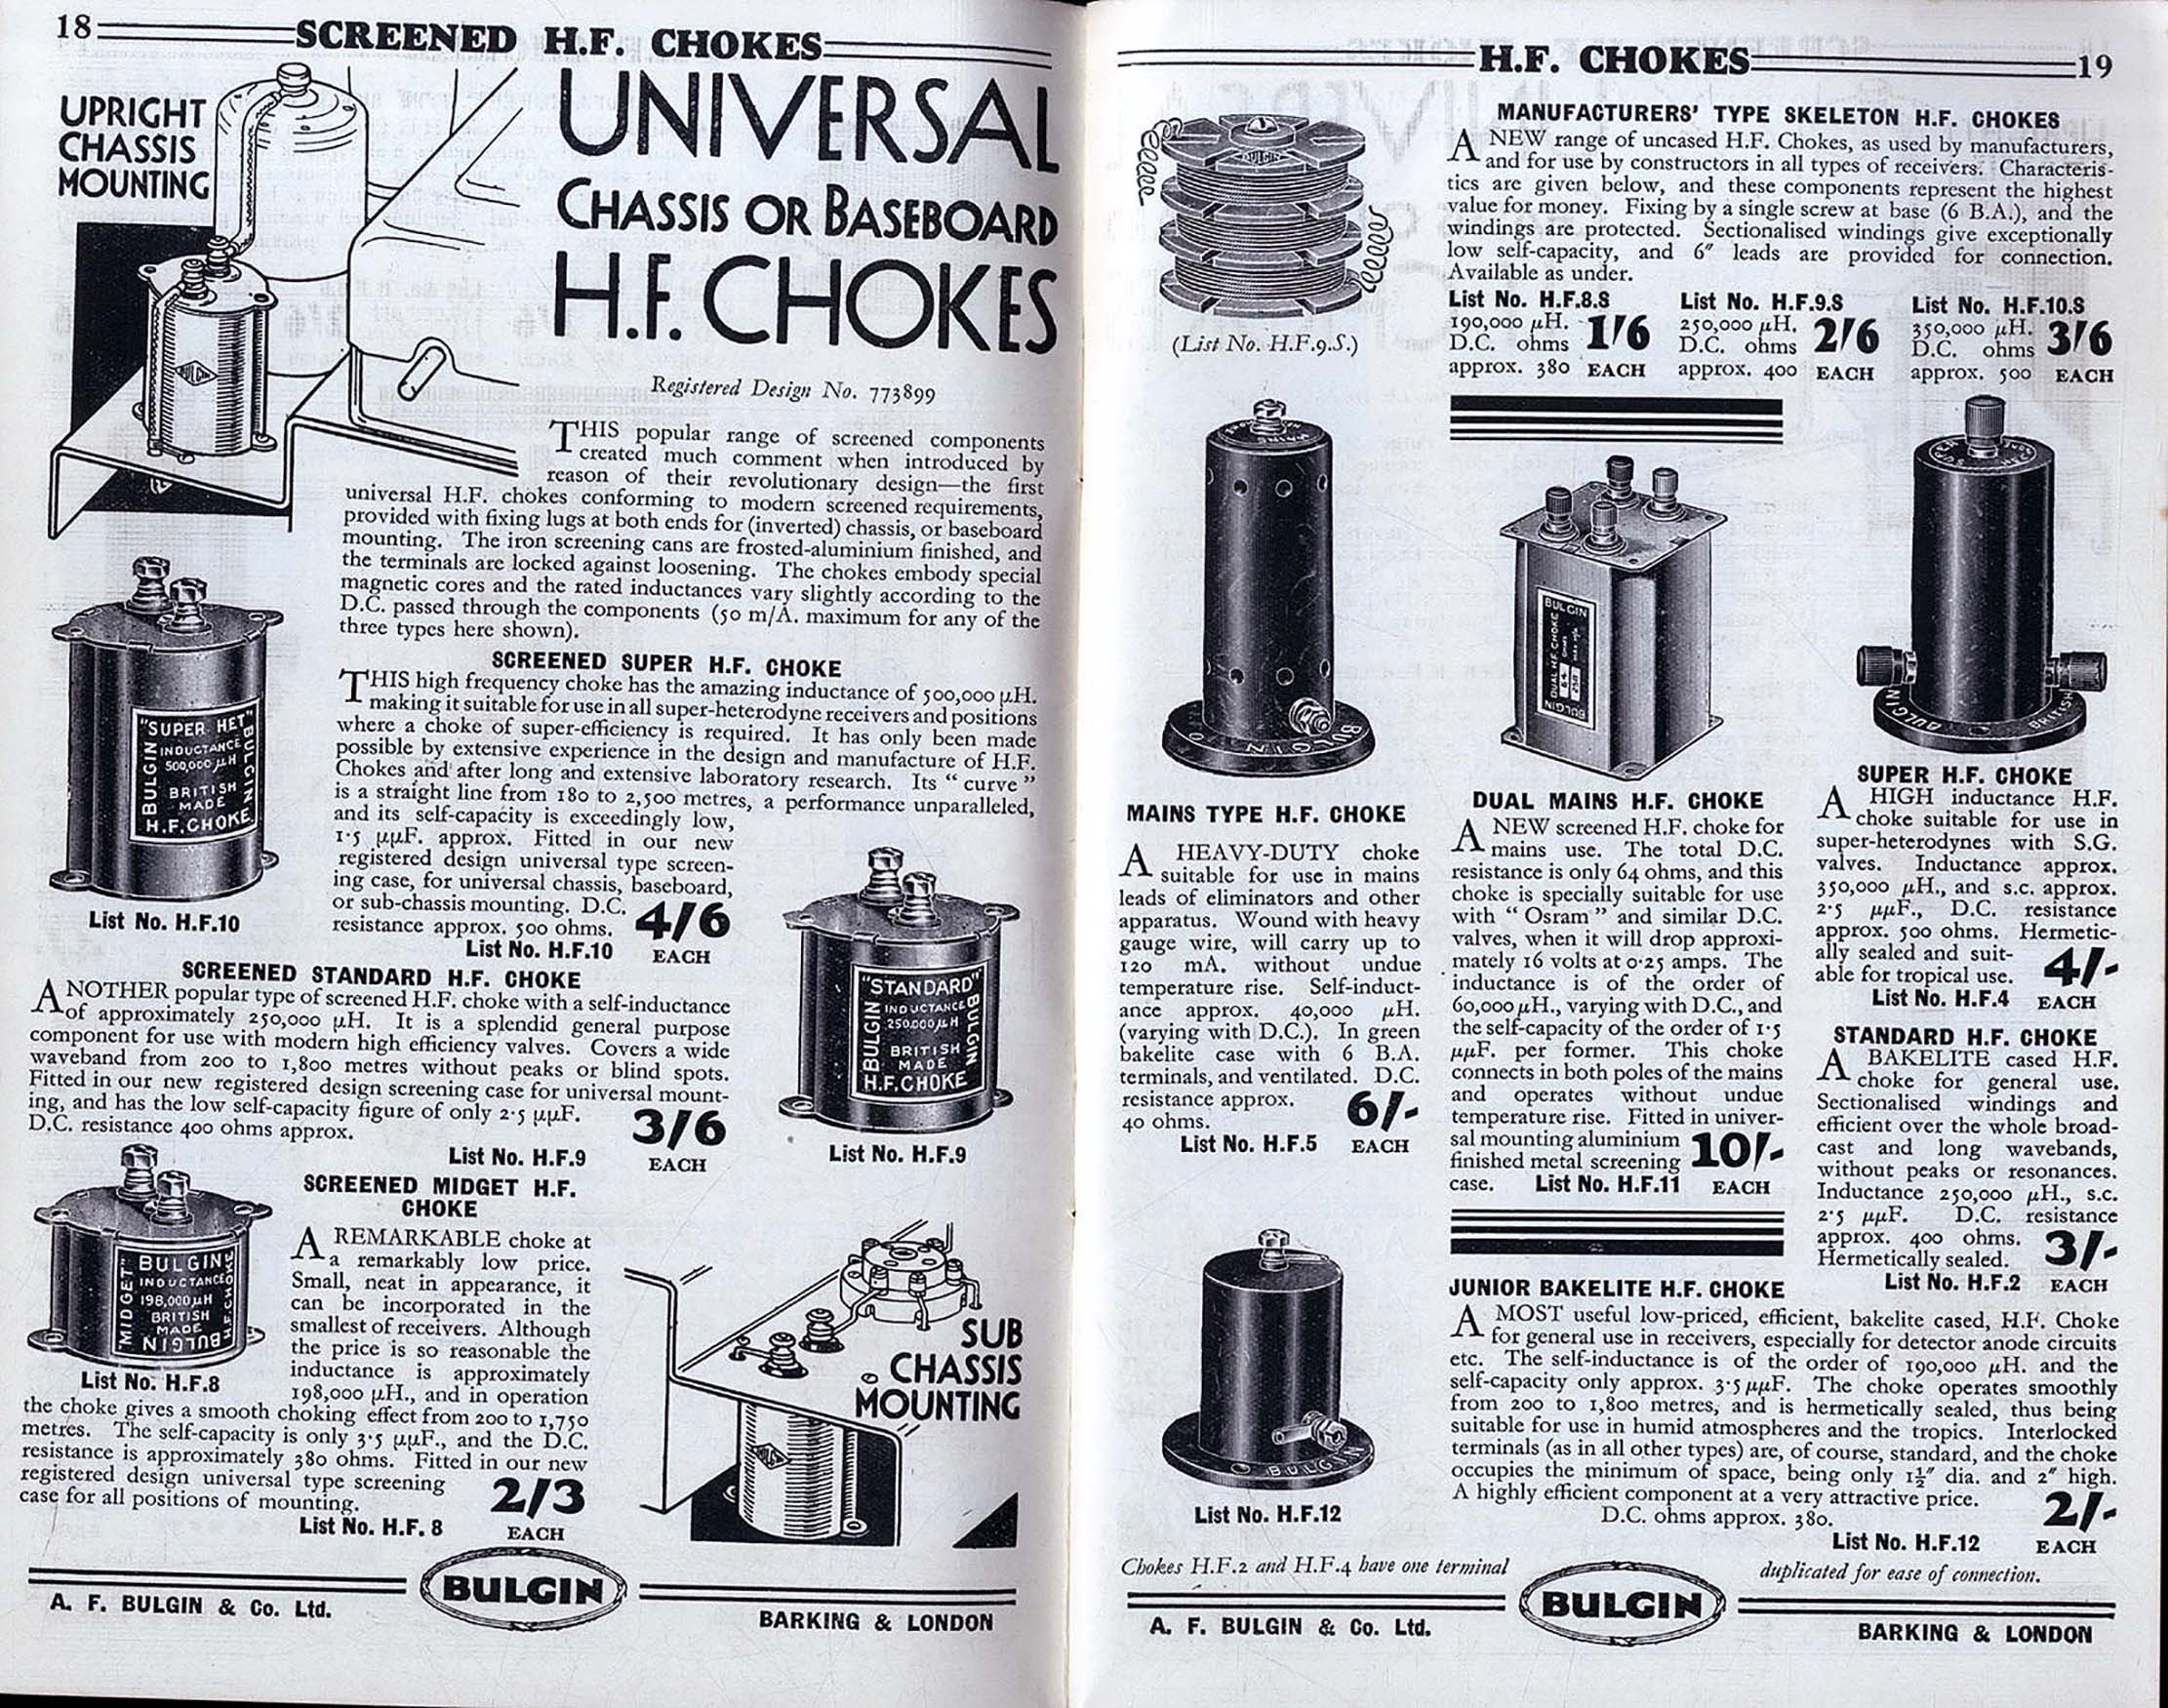 18
SCREENED H.F. CHOKES
UPRIGHT
CHASSIS
MOUNTING
BULGIN
UNIVERSAL
CHASSIS OR BASEBOARD
H.F. CHOKES
Registered Design No. 773899
THIS popular range of screened components
created much comment when introduced by
reason of their revolutionary design—the first
universal H.F. chokes conforming to modern screened requirements,
provided with fixing lugs at both ends for (inverted) chassis, or baseboard
mounting. The iron screening cans are frosted-aluminium finished, and
the terminals are locked against loosening. The chokes embody special
magnetic cores and the rated inductances vary slightly according to the
D.C. passed through the components (50 m/A. maximum for any of the
three types here shown).
"SUPER HET"
BULGIN
INDUCTANCE
500,000 µH
BRITISH
MADE
H.F. CHOKE
BULGIN
List No. H.F.10
SCREENED SUPER H.F. CHOKE
THIS high frequency choke has the amazing inductance of 500,000 µH.
making it suitable for use in all super-heterodyne receivers and positions
where a choke of super-efficiency is required. It has only been made
possible by extensive experience in the design and manufacture of H.F.
Chokes and after long and extensive laboratory research. Its “ curve ”
is a straight line from 180 to 2,500 metres, a performance unparalleled,
and its self-capacity is exceedingly low,
1·5 µµF. approx. Fitted in our new
registered design universal type screen-
ing case, for universal chassis, baseboard,
or sub-chassis mounting. D.C.
resistance approx. 500 ohms. 4/6
List No. H.F.10 EACH
SCREENED STANDARD H.F. CHOKE
ANOTHER popular type of screened H.F. choke with a self-inductance
of approximately 250,000 µH. It is a splendid general purpose
component for use with modern high efficiency valves. Covers a wide
waveband from 200 to 1,800 metres without peaks or blind spots.
Fitted in our new registered design screening case for universal mount-
ing, and has the low self-capacity figure of only 2·5 µµF.
D.C. resistance 400 ohms approx. 3/6
List No. H.F.9 EACH
"STANDARD"
BULGIN
INDUCTANCE
250,000 µH
BRITISH
MADE
H.F. CHOKE
BULGIN
List No. H.F.9
"MIDGET"
BULGIN
INDUCTANCE
198,000 µH
BRITISH
MADE
BULGIN
H.F. CHOKE
List No. H.F.8
SCREENED MIDGET H.F.
CHOKE
A REMARKABLE choke at
a remarkably low price.
Small, neat in appearance, it
can be incorporated in the
smallest of receivers. Although
the price is so reasonable the
inductance is approximately
198,000 µH., and in operation
the choke gives a smooth choking effect from 200 to 1,750
metres. The self-capacity is only 3·5 µµF., and the D.C.
resistance is approximately 380 ohms. Fitted in our new
registered design universal type screening
case for all positions of mounting. 2/3
List No. H.F. 8 EACH
SUB
CHASSIS
MOUNTING
A. F. BULGIN & Co. Ltd.
BULGIN
BARKING & LONDON
H.F. CHOKES
19
BULGIN
(List No. H.F.9.S.)
MANUFACTURERS' TYPE SKELETON H.F. CHOKES
A NEW range of uncased H.F. Chokes, as used by manufacturers,
and for use by constructors in all types of receivers. Characteris-
tics are given below, and these components represent the highest
value for money. Fixing by a single screw at base (6 B.A.), and the
windings are protected. Sectionalised windings give exceptionally
low self-capacity, and 6″ leads are provided for connection.
Available as under.
List No. H.F.8.S
190,000 µH.
D.C. ohms 1/6
approx. 380 EACH
List No. H.F.9.S
250,000 µH.
D.C. ohms 2/6
approx. 400 EACH
List No. H.F.10.S
350,000 µH.
D.C. ohms 3/6
approx. 500 EACH
BULGIN
MAINS TYPE H.F. CHOKE
A HEAVY-DUTY choke
suitable for use in mains
leads of eliminators and other
apparatus. Wound with heavy
gauge wire, will carry up to
120 mA. without undue
temperature rise. Self-induct-
ance approx. 40,000 µH.
(varying with D.C.). In green
bakelite case with 6 B.A.
terminals, and ventilated. D.C.
resistance approx.
40 ohms. 6/-
List No. H.F.5 EACH
BULGIN
DUAL H.F. CHOKE
64
BULGIN
DUAL MAINS H.F. CHOKE
A NEW screened H.F. choke for
mains use. The total D.C.
resistance is only 64 ohms, and this
choke is specially suitable for use
with “ Osram ” and similar D.C.
valves, when it will drop approxi-
mately 16 volts at 0·25 amps. The
inductance is of the order of
60,000 µH., varying with D.C., and
the self-capacity of the order of 1·5
µµF. per former. This choke
connects in both poles of the mains
and operates without undue
temperature rise. Fitted in univer-
sal mounting aluminium
finished metal screening 10/-
case. List No. H.F.11 EACH
BULGIN BRITISH
SUPER H.F. CHOKE
A HIGH inductance H.F.
choke suitable for use in
super-heterodynes with S.G.
valves. Inductance approx.
350,000 µH., and s.c. approx.
2·5 µµF., D.C. resistance
approx. 500 ohms. Hermetic-
ally sealed and suit-
able for tropical use. 4/-
List No. H.F.4 EACH
STANDARD H.F. CHOKE
A BAKELITE cased H.F.
choke for general use.
Sectionalised windings and
efficient over the whole broad-
cast and long wavebands,
without peaks or resonances.
Inductance 250,000 µH., s.c.
2·5 µµF. D.C. resistance
approx. 400 ohms.
Hermetically sealed. 3/-
List No. H.F.2 EACH
BULGIN
List No. H.F.12
JUNIOR BAKELITE H.F. CHOKE
A MOST useful low-priced, efficient, bakelite cased, H.F. Choke
for general use in receivers, especially for detector anode circuits
etc. The self-inductance is of the order of 190,000 µH. and the
self-capacity only approx. 3·5 µµF. The choke operates smoothly
from 200 to 1,800 metres, and is hermetically sealed, thus being
suitable for use in humid atmospheres and the tropics. Interlocked
terminals (as in all other types) are, of course, standard, and the choke
occupies the minimum of space, being only 1½″ dia. and 2″ high.
A highly efficient component at a very attractive price. 2/-
D.C. ohms approx. 380.
List No. H.F.12 EACH
Chokes H.F.2 and H.F.4 have one terminal duplicated for ease of connection.
A. F. BULGIN & Co. Ltd.
BULGIN
BARKING & LONDON